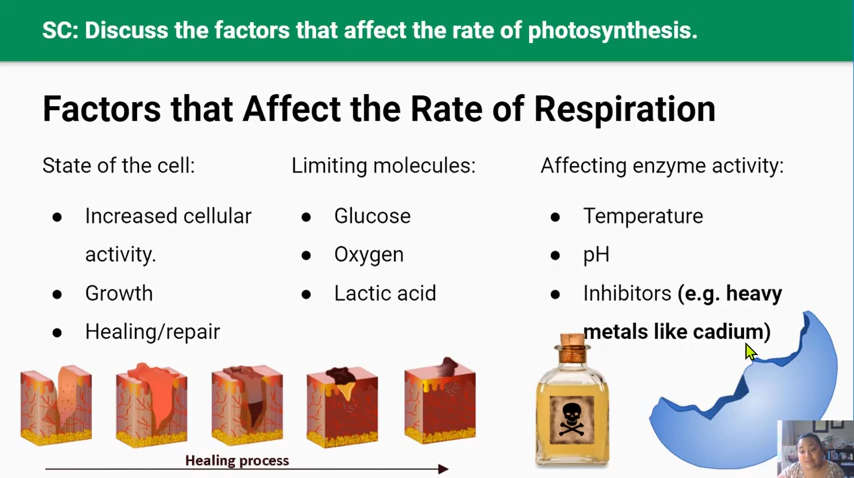 SC: Discuss the factors that affect the rate of photosynthesis.
Factors that Affect the Rate of Respiration
State of the cell:
● Increased cellular
activity.
● Growth
● Healing/repair
Limiting molecules:
● Glucose
● Oxygen
● Lactic acid
Affecting enzyme activity:
● Temperature
● pH
● Inhibitors (e.g. heavy
metals like cadium)
Healing process